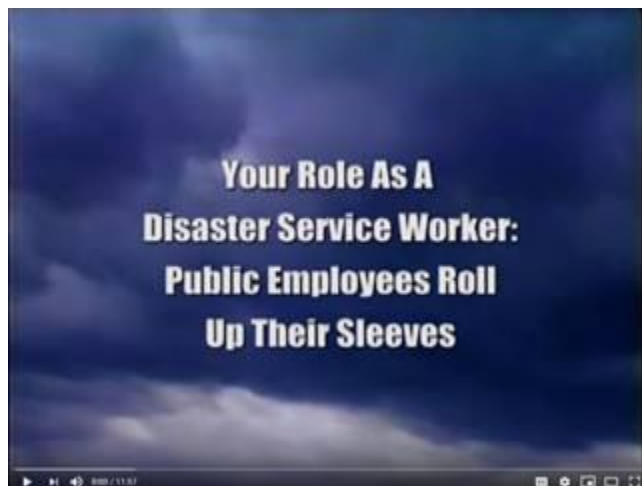 Your Role As A
Disaster Service Worker:
Public Employees Roll
Up Their Sleeves